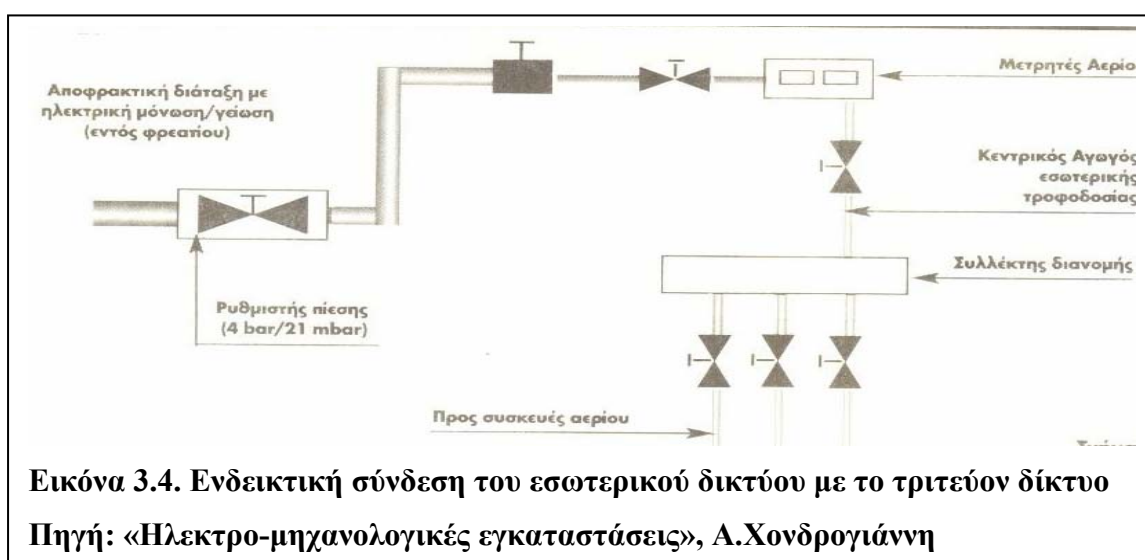 Αποφρακτική διάταξη με
ηλεκτρική μόνωση/γείωση
(εντός φρεατίου)
Μετρητές Αερίο
Κεντρικός Αγωγός
εσωτερικής
τροφοδοσίας
Συλλέκτης διανομής
Ρυθμιστής πίεσης
(4 bar/21 mbar)
Προς συσκευές αερίου
Εικόνα 3.4. Ενδεικτική σύνδεση του εσωτερικού δικτύου με το τριτεύον δίκτυο
Πηγή: «Ηλεκτρο-μηχανολογικές εγκαταστάσεις», Α.Χονδρογιάννη